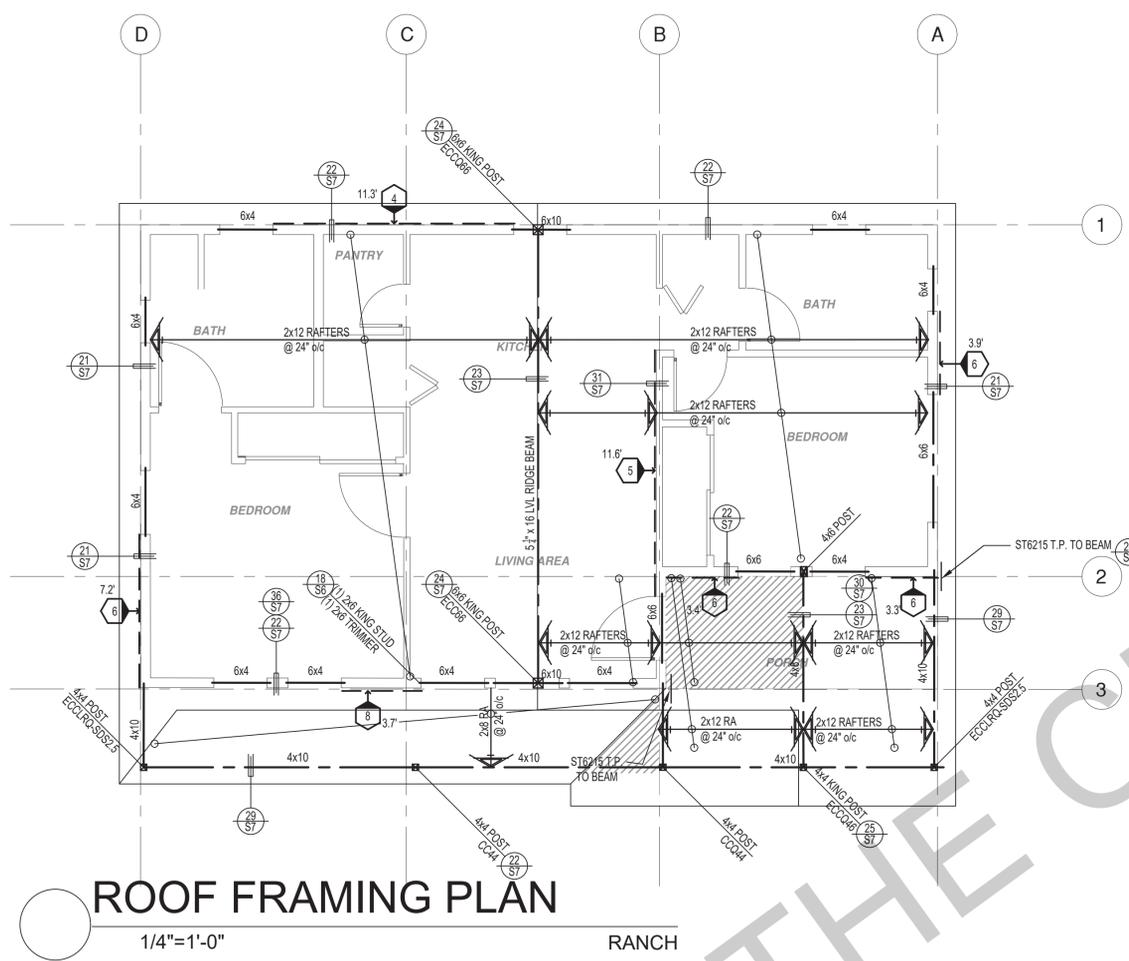 D
C
B
A
24
S7
6x6 KING POST
ECCQ66
22
S7
22
S7
11.3'
4
6x4
6x10
6x4
1
PANTRY
BATH
BATH
6x4
6x4
2x12 RAFTERS
@ 24" o/c
2x12 RAFTERS
@ 24" o/c
3.9'
6
21
S7
23
S7
31
S7
21
S7
2x12 RAFTERS
@ 24" o/c
BEDROOM
6x6
11.6'
5
5 1/4" x 16 LVL RIDGE BEAM
6x4
BEDROOM
22
S7
4x6 POST
LIVING AREA
21
S7
ST6215 T.P. TO BEAM
6x6
6x4
2
7.2'
6
36
S7
22
S7
18
S6
(1) 2x6 KING STUD
(1) 2x6 TRIMMER
24
S7
6x6 KING POST
ECC66
6x6
3.4'
6
30
S7
23
S7
3.3'
6
29
S7
2x12 RAFTERS
@ 24" o/c
2x12 RAFTERS
@ 24" o/c
4x10
6x4
6x4
6x4
6x10
6x4
3
4x4 POST
ECCLRQ-SDS2.5
4x10
8
3.7'
2x8 RA
@ 24" o/c
2x12 RA
@ 24" o/c
2x12 RAFTERS
@ 24" o/c
4x4 POST
ECCLRQ-SDS2.5
4x10
4x10
ST6215 T.P.
TO BEAM
4x10
29
S7
4x4 POST
CC44
22
S7
4x4 POST
CCQ44
4x4 KING POST
ECCQ46
25
S7
ROOF FRAMING PLAN
1/4"=1'-0"
RANCH
THE